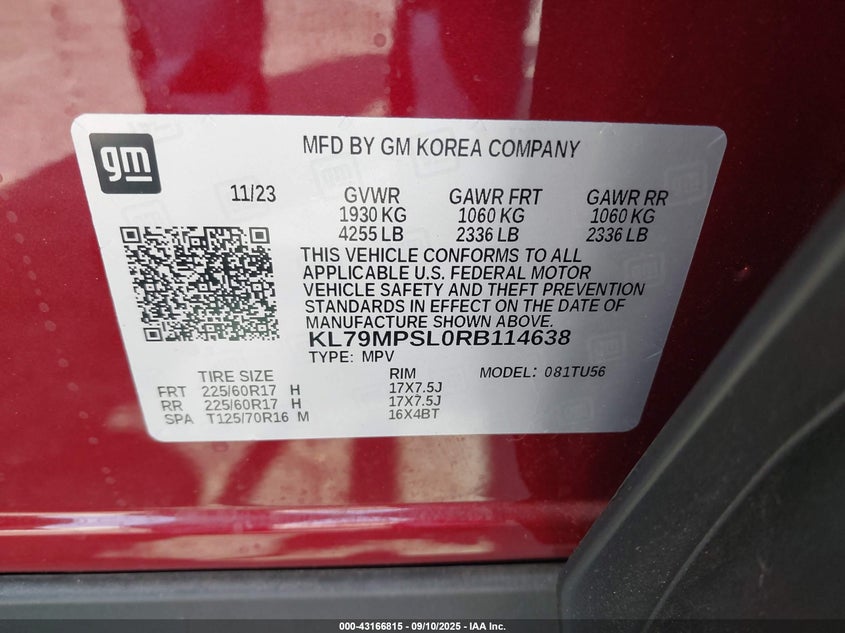 gm
MFD BY GM KOREA COMPANY
11/23 GVWR GAWR FRT GAWR RR
1930 KG 1060 KG 1060 KG
4255 LB 2336 LB 2336 LB
THIS VEHICLE CONFORMS TO ALL
APPLICABLE U.S. FEDERAL MOTOR
VEHICLE SAFETY AND THEFT PREVENTION
STANDARDS IN EFFECT ON THE DATE OF
MANUFACTURE SHOWN ABOVE.
KL79MPSL0RB114638
TYPE: MPV
TIRE SIZE RIM MODEL: 081TU56
FRT 225/60R17 H 17X7.5J
RR 225/60R17 H 17X7.5J
SPA T125/70R16 M 16X4BT
000-43166815 - 09/10/2025 - IAA Inc.